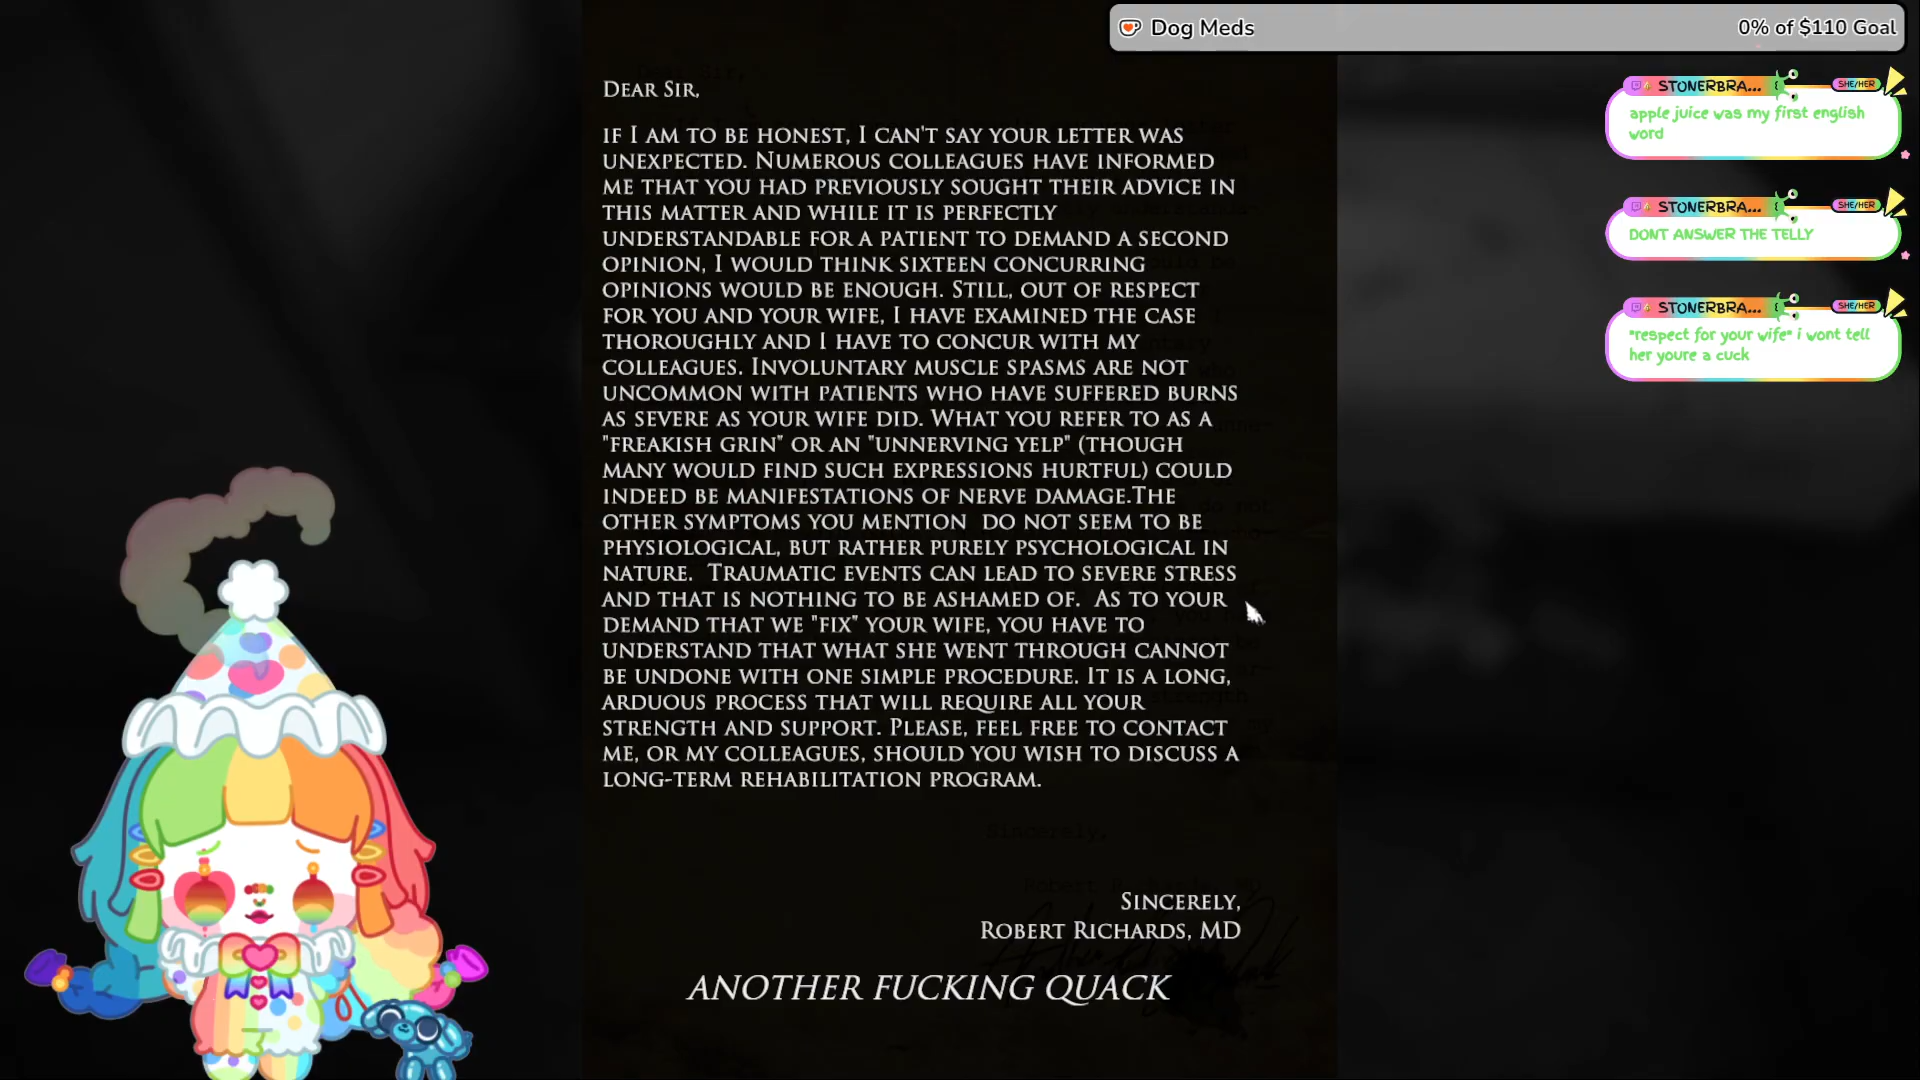 Dog Meds
0% of $110 Goal
STONERBRA...
SHE/HER
apple juice was my first english
word
STONERBRA...
SHE/HER
DONT ANSWER THE TELLY
STONERBRA...
SHE/HER
*respect for your wife* i wont tell
her youre a cuck
DEAR SIR,
IF I AM TO BE HONEST, I CAN'T SAY YOUR LETTER WAS
UNEXPECTED. NUMEROUS COLLEAGUES HAVE INFORMED
ME THAT YOU HAD PREVIOUSLY SOUGHT THEIR ADVICE IN
THIS MATTER AND WHILE IT IS PERFECTLY
UNDERSTANDABLE FOR A PATIENT TO DEMAND A SECOND
OPINION, I WOULD THINK SIXTEEN CONCURRING
OPINIONS WOULD BE ENOUGH. STILL, OUT OF RESPECT
FOR YOU AND YOUR WIFE, I HAVE EXAMINED THE CASE
THOROUGHLY AND I HAVE TO CONCUR WITH MY
COLLEAGUES. INVOLUNTARY MUSCLE SPASMS ARE NOT
UNCOMMON WITH PATIENTS WHO HAVE SUFFERED BURNS
AS SEVERE AS YOUR WIFE DID. WHAT YOU REFER TO AS A
"FREAKISH GRIN" OR AN "UNNERVING YELP" (THOUGH
MANY WOULD FIND SUCH EXPRESSIONS HURTFUL) COULD
INDEED BE MANIFESTATIONS OF NERVE DAMAGE.THE
OTHER SYMPTOMS YOU MENTION  DO NOT SEEM TO BE
PHYSIOLOGICAL, BUT RATHER PURELY PSYCHOLOGICAL IN
NATURE.  TRAUMATIC EVENTS CAN LEAD TO SEVERE STRESS
AND THAT IS NOTHING TO BE ASHAMED OF.  AS TO YOUR
DEMAND THAT WE "FIX" YOUR WIFE, YOU HAVE TO
UNDERSTAND THAT WHAT SHE WENT THROUGH CANNOT
BE UNDONE WITH ONE SIMPLE PROCEDURE. IT IS A LONG,
ARDUOUS PROCESS THAT WILL REQUIRE ALL YOUR
STRENGTH AND SUPPORT. PLEASE, FEEL FREE TO CONTACT
ME, OR MY COLLEAGUES, SHOULD YOU WISH TO DISCUSS A
LONG-TERM REHABILITATION PROGRAM.
Sincerely,
SINCERELY,
Robert Richards, MD
ROBERT RICHARDS, MD
ANOTHER FUCKING QUACK